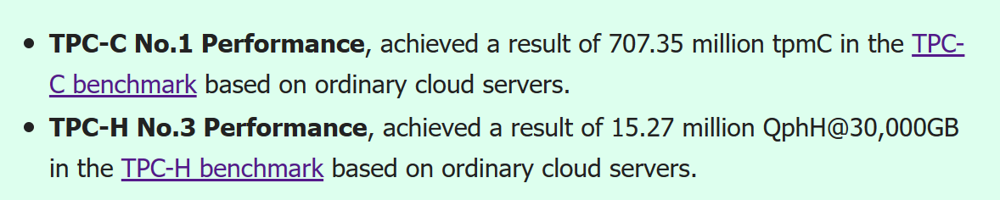 • TPC-C No.1 Performance, achieved a result of 707.35 million tpmC in the TPC-
C benchmark based on ordinary cloud servers.
• TPC-H No.3 Performance, achieved a result of 15.27 million QphH@30,000GB
in the TPC-H benchmark based on ordinary cloud servers.